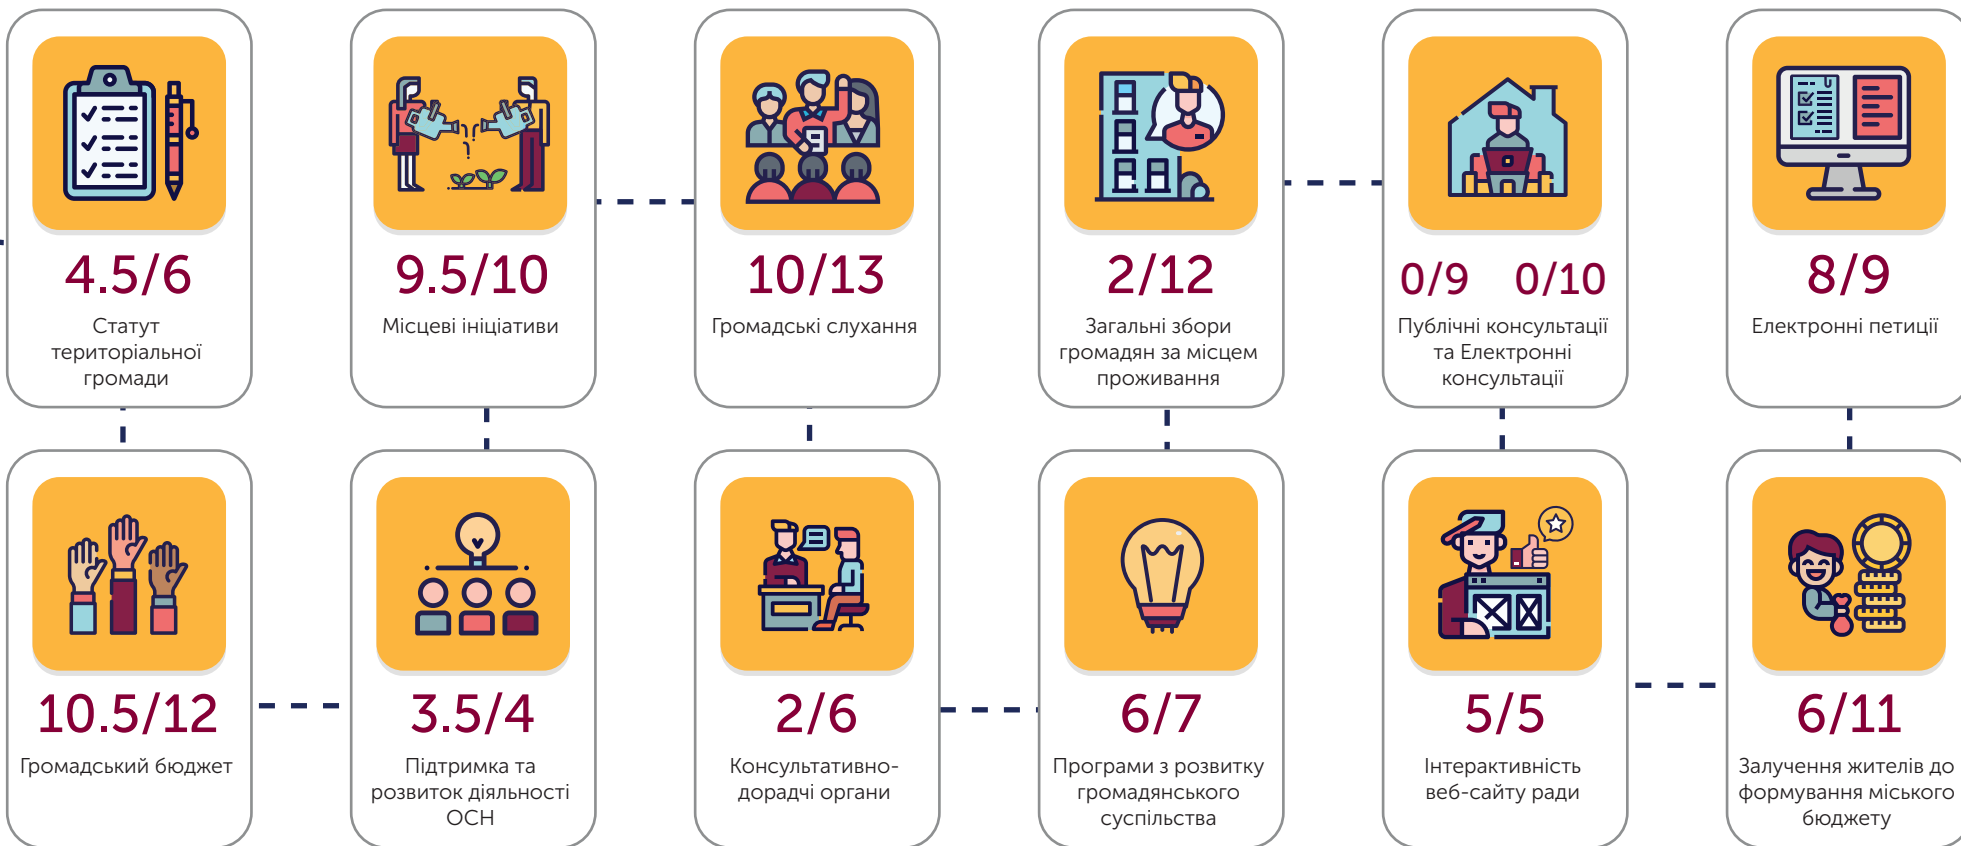 4.5/6
Статут
територіальної
громади
9.5/10
Місцеві ініціативи
10/13
Громадські слухання
2/12
Загальні збори
громадян за місцем
проживання
0/9 0/10
Публічні консультації
та Електронні
консультації
8/9
Електронні петиції
10.5/12
Громадський бюджет
3.5/4
Підтримка та
розвиток діяльності
ОСН
2/6
Консультативно-
дорадчі органи
6/7
Програми з розвитку
громадянського
суспільства
5/5
Інтерактивність
веб-сайту ради
6/11
Залучення жителів до
формування міського
бюджету